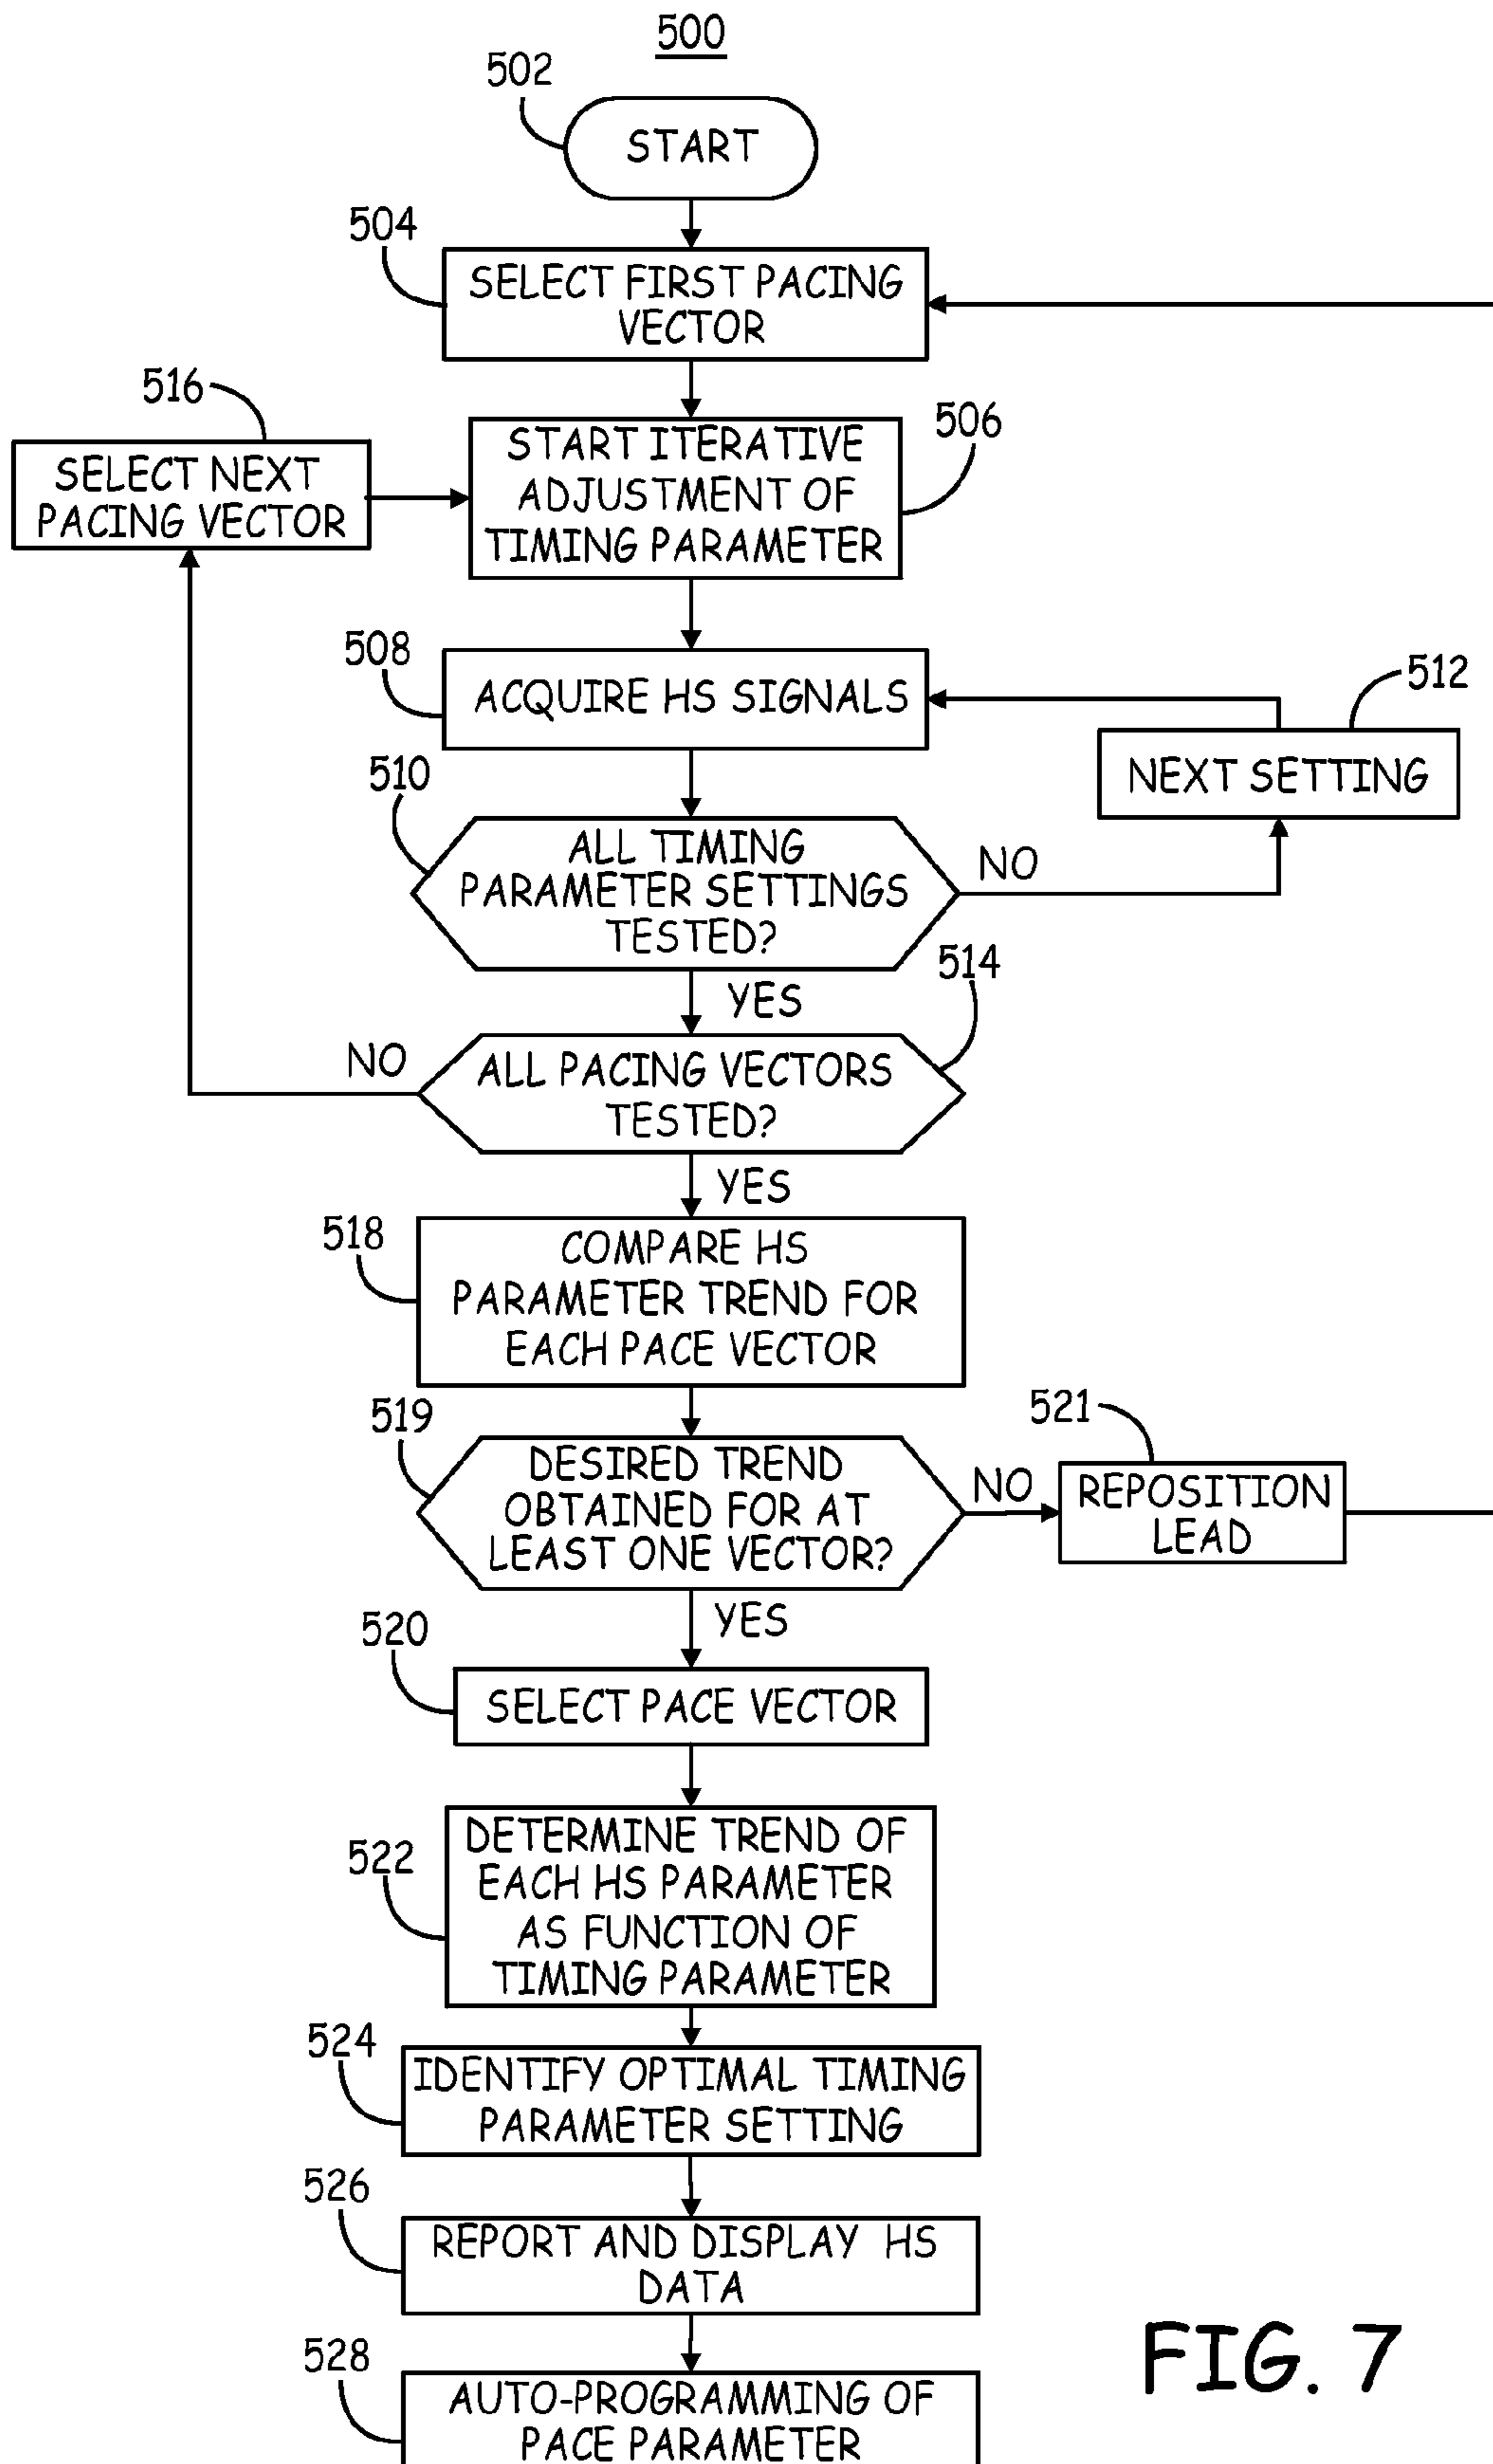 500
502
START
504
SELECT FIRST PACING
VECTOR
516
SELECT NEXT
PACING VECTOR
506
START ITERATIVE
ADJUSTMENT OF
TIMING PARAMETER
508
ACQUIRE HS SIGNALS
512
NEXT SETTING
510
ALL TIMING
PARAMETER SETTINGS
TESTED?
NO
YES
514
NO
ALL PACING VECTORS
TESTED?
YES
518
COMPARE HS
PARAMETER TREND FOR
EACH PACE VECTOR
519
DESIRED TREND
OBTAINED FOR AT
LEAST ONE VECTOR?
NO
521
REPOSITION
LEAD
YES
520
SELECT PACE VECTOR
522
DETERMINE TREND OF
EACH HS PARAMETER
AS FUNCTION OF
TIMING PARAMETER
524
IDENTIFY OPTIMAL TIMING
PARAMETER SETTING
526
REPORT AND DISPLAY HS
DATA
528
AUTO-PROGRAMMING OF
PACE PARAMETER
FIG. 7